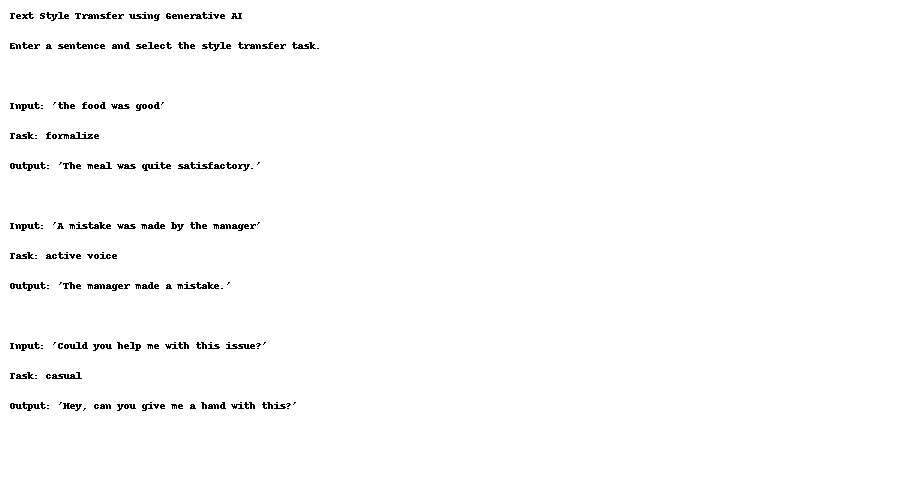 Text Style Transfer using Generative AI
Enter a sentence and select the style transfer task.
Input: 'the food was good'
Task: formalize
Output: 'The meal was quite satisfactory.'
Input: 'A mistake was made by the manager'
Task: active voice
Output: 'The manager made a mistake.'
Input: 'Could you help me with this issue?'
Task: casual
Output: 'Hey, can you give me a hand with this?'